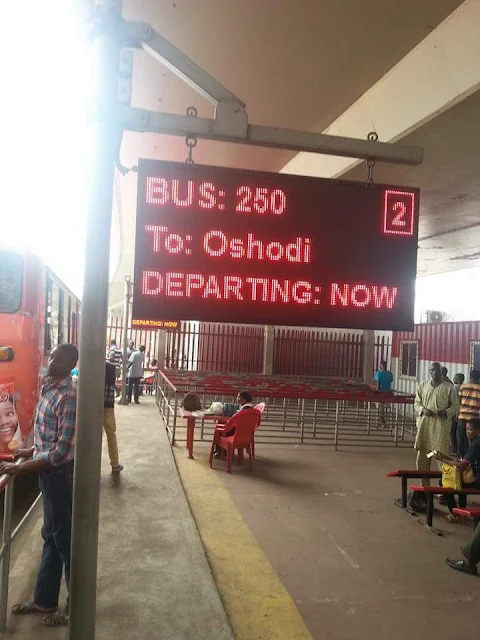 BUS: 250
2
To: Oshodi
DEPARTING: NOW
DEPARTING: NOW